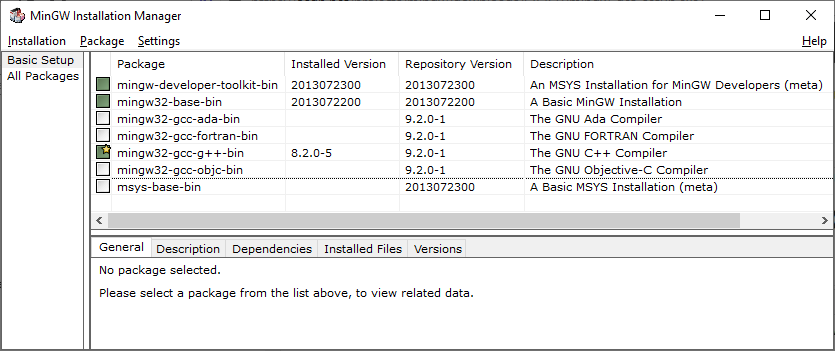 MinGW Installation Manager
Installation Package Settings Help
Basic Setup
All Packages
Package Installed Version Repository Version Description
mingw-developer-toolkit-bin 2013072300 2013072300 An MSYS Installation for MinGW Developers (meta)
mingw32-base-bin 2013072200 2013072200 A Basic MinGW Installation
mingw32-gcc-ada-bin 9.2.0-1 The GNU Ada Compiler
mingw32-gcc-fortran-bin 9.2.0-1 The GNU FORTRAN Compiler
mingw32-gcc-g++-bin 8.2.0-5 9.2.0-1 The GNU C++ Compiler
mingw32-gcc-objc-bin 9.2.0-1 The GNU Objective-C Compiler
msys-base-bin 2013072300 A Basic MSYS Installation (meta)
General Description Dependencies Installed Files Versions
No package selected.
Please select a package from the list above, to view related data.